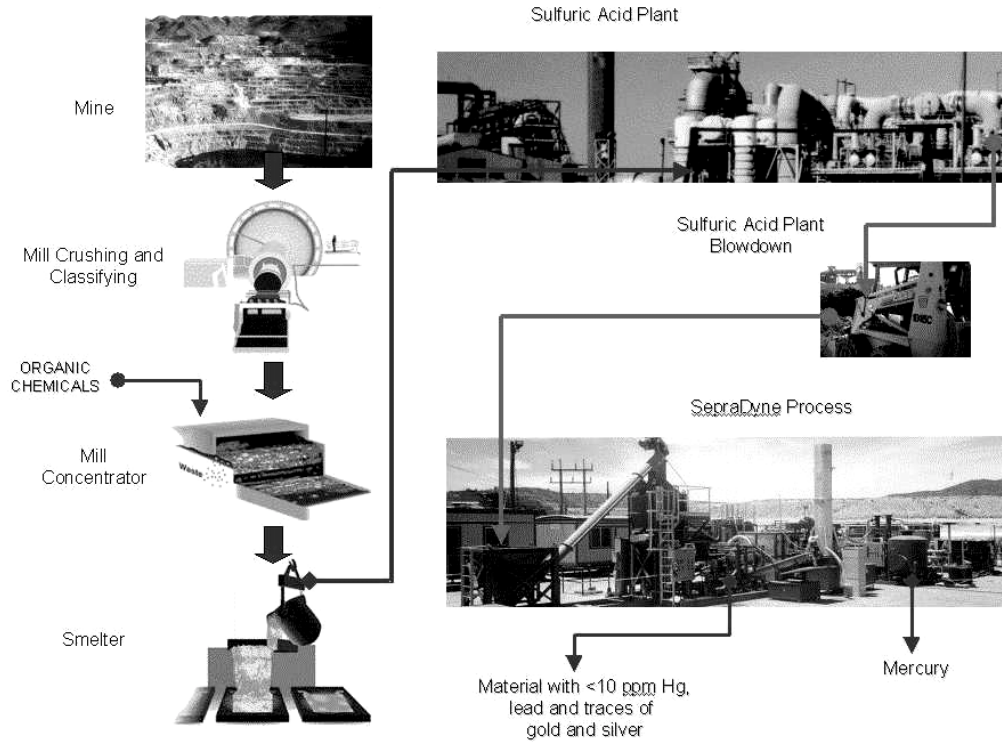 Sulfuric Acid Plant
Mine
Mill Crushing and
Classifying
Sulfuric Acid Plant
Blowdown
ORGANIC
CHEMICALS
SepraDyne Process
Mill
Concentrator
Waste
Smelter
Material with <10 ppm Hg,
lead and traces of
gold and silver
Mercury